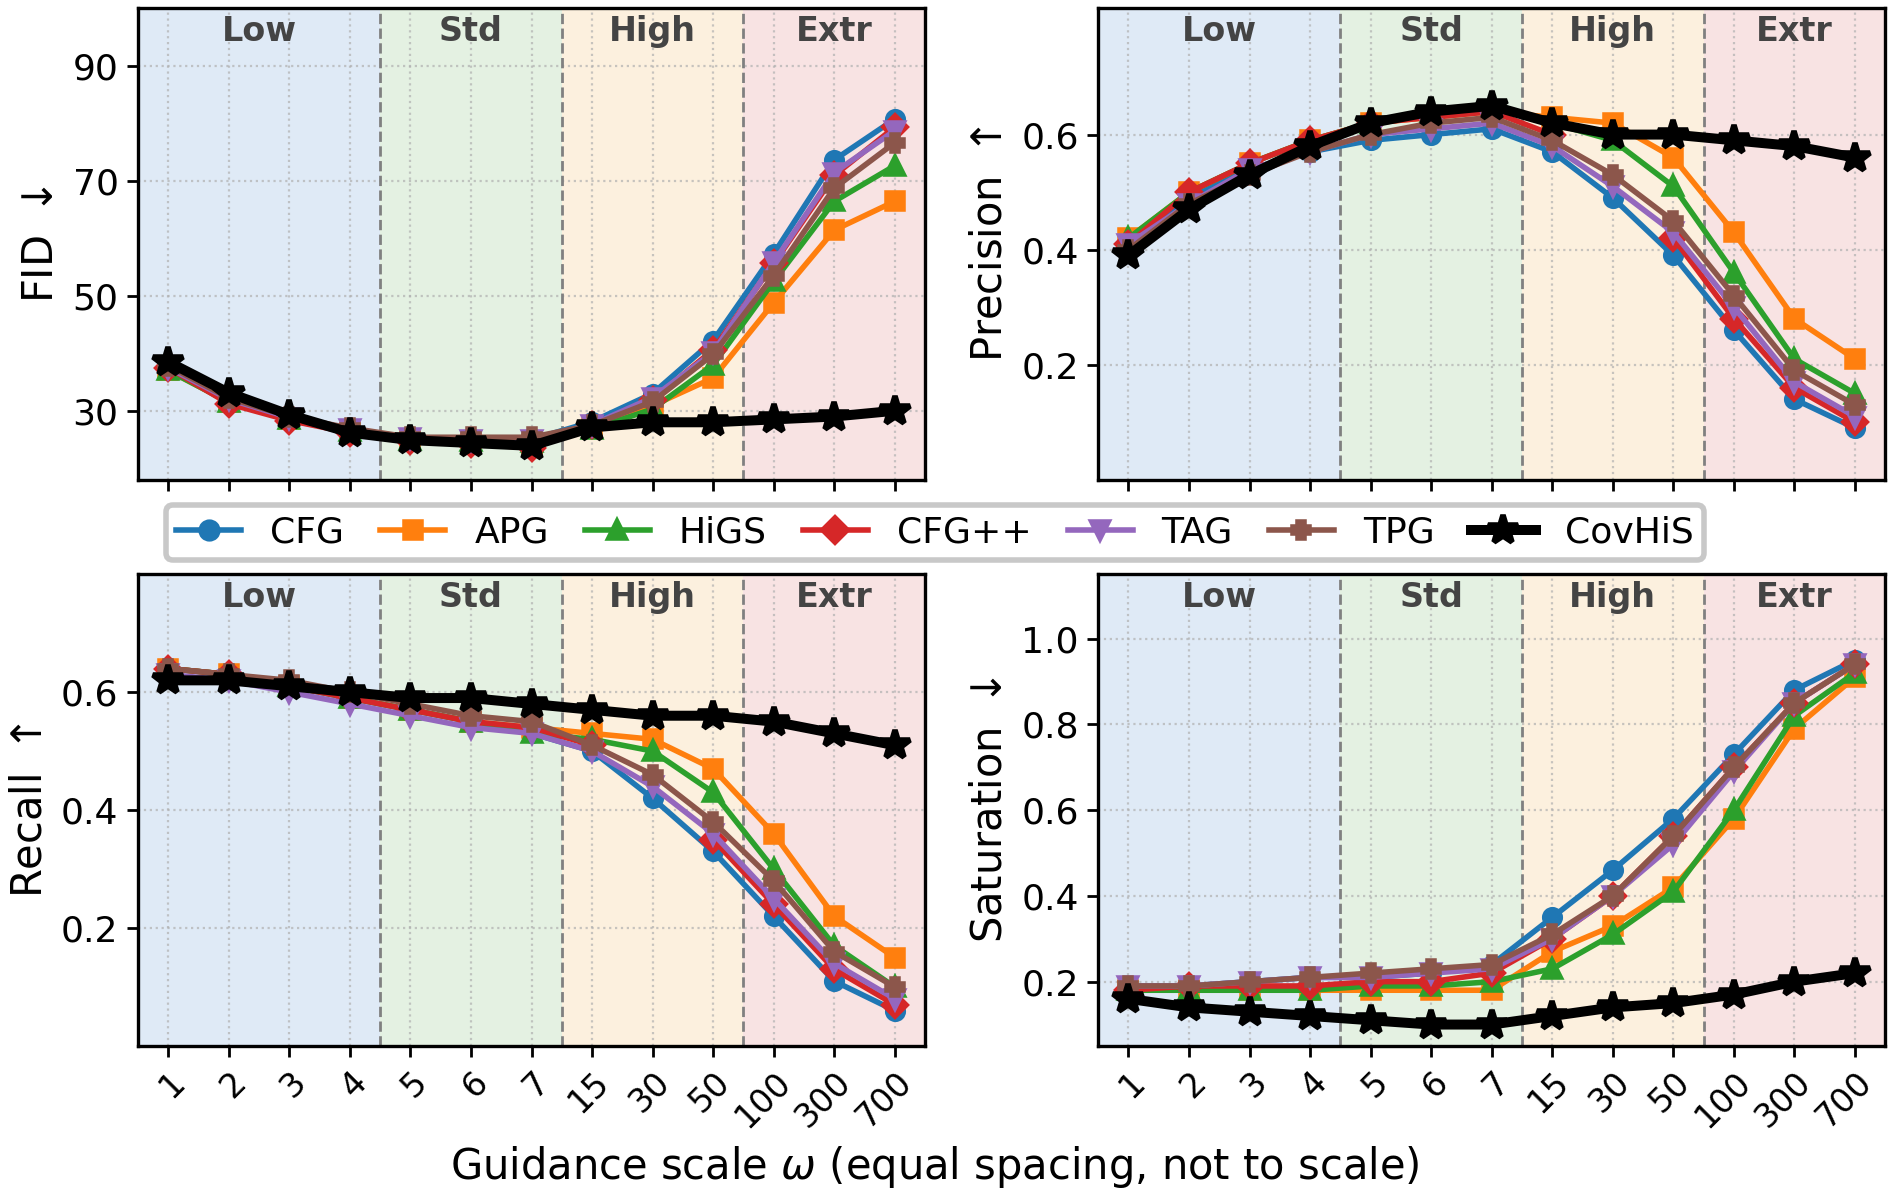 Low Std High Extr
FID ↓
90
70
50
30
Low Std High Extr
Precision ↑
0.6
0.4
0.2
CFG APG HiGS CFG++ TAG TPG CovHiS
Low Std High Extr
Recall ↑
0.6
0.4
0.2
1 2 3 4 5 6 7 15 30 50 100 300 700
Low Std High Extr
Saturation ↓
1.0
0.8
0.6
0.4
0.2
1 2 3 4 5 6 7 15 30 50 100 300 700
Guidance scale ω (equal spacing, not to scale)